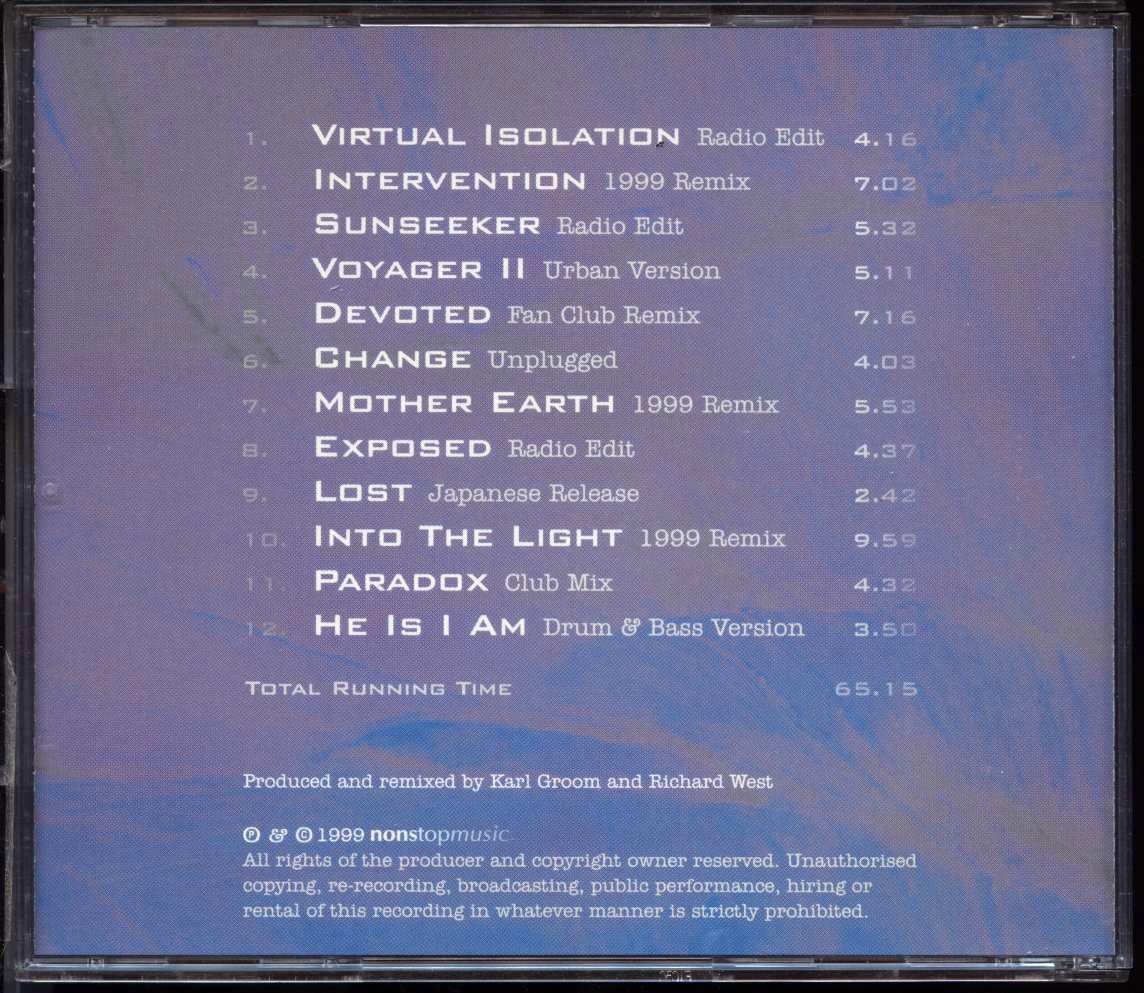 1. Virtual Isolation Radio Edit 4.16
2. Intervention 1999 Remix 7.02
3. Sunseeker Radio Edit 5.32
4. Voyager II Urban Version 5.11
5. Devoted Fan Club Remix 7.16
6. Change Unplugged 4.03
7. Mother Earth 1999 Remix 5.53
8. Exposed Radio Edit 4.37
9. Lost Japanese Release 2.42
10. Into The Light 1999 Remix 9.59
11. Paradox Club Mix 4.32
12. He Is I Am Drum & Bass Version 3.50
Total Running Time 65.15
Produced and remixed by Karl Groom and Richard West
℗ & © 1999 nonstopmusic
All rights of the producer and copyright owner reserved. Unauthorised
copying, re-recording, broadcasting, public performance, hiring or
rental of this recording in whatever manner is strictly prohibited.